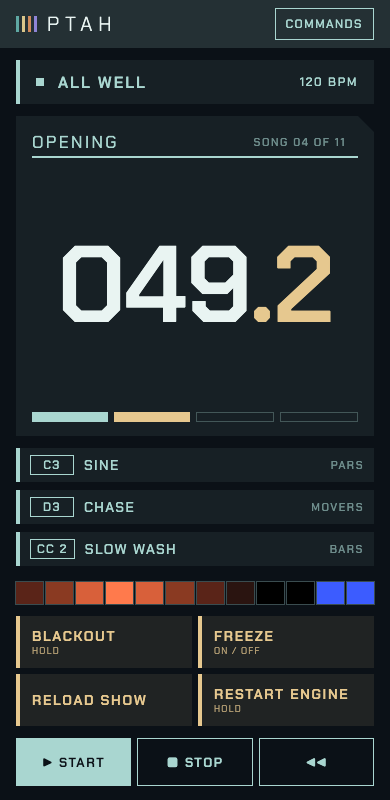 PTAH
COMMANDS
ALL WELL
120 BPM
OPENING
SONG 04 OF 11
049.2
C3 SINE PARS
D3 CHASE MOVERS
CC 2 SLOW WASH BARS
BLACKOUT
HOLD
FREEZE
ON / OFF
RELOAD SHOW
RESTART ENGINE
HOLD
START
STOP